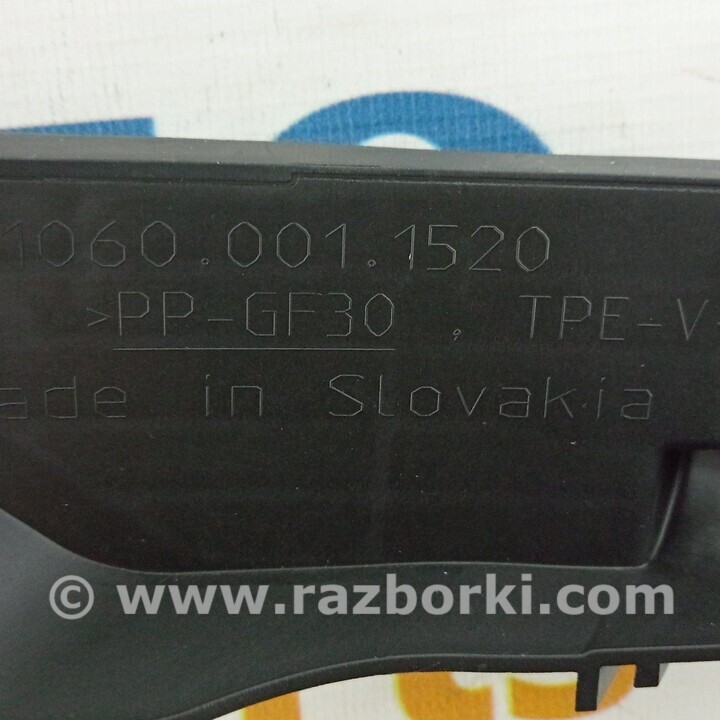 1060.001.1520
>PP-GF30 . TPE-V
ade in Slovakia
© www.razborki.com